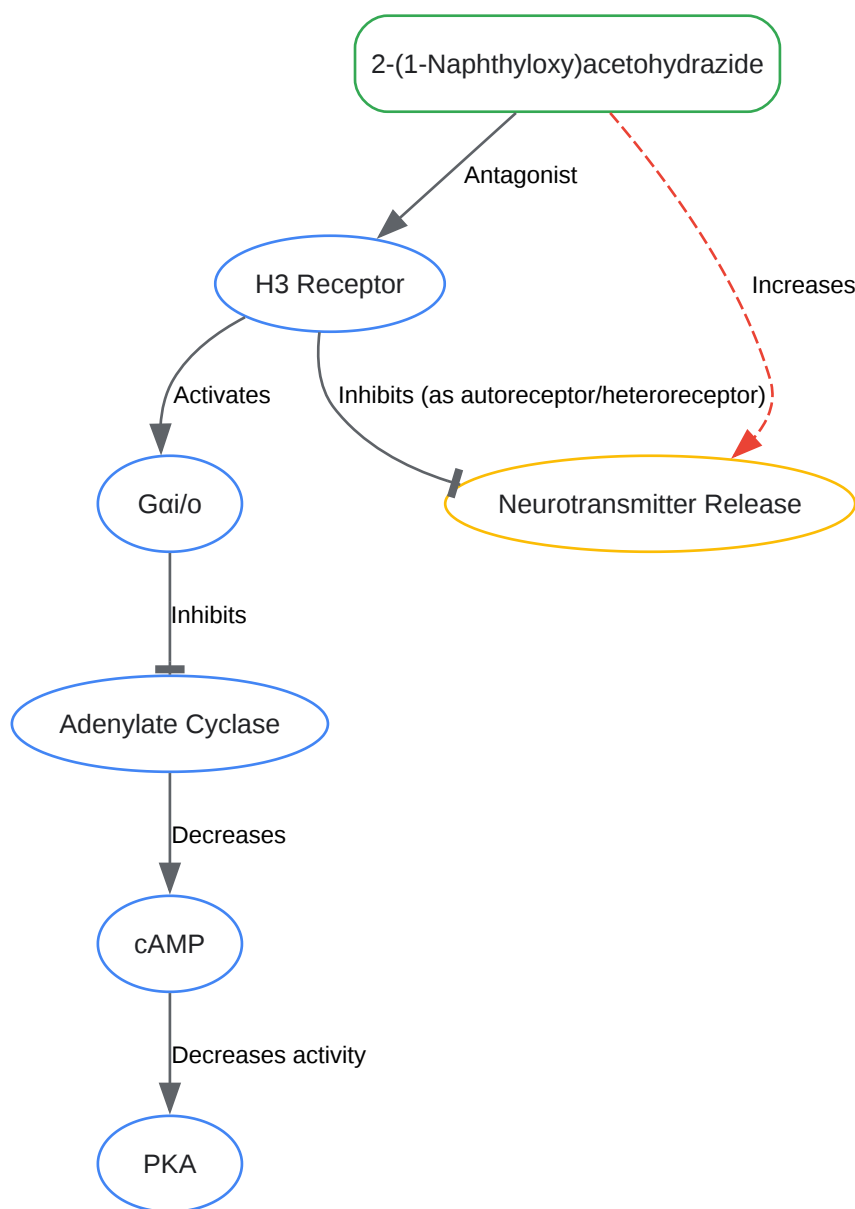 2-(1-Naphthyloxy)acetohydrazide
Antagonist
H3 Receptor
Increases
Activates
Inhibits (as autoreceptor/heteroreceptor)
Gαi/o
Neurotransmitter Release
Inhibits
Adenylate Cyclase
Decreases
cAMP
Decreases activity
PKA